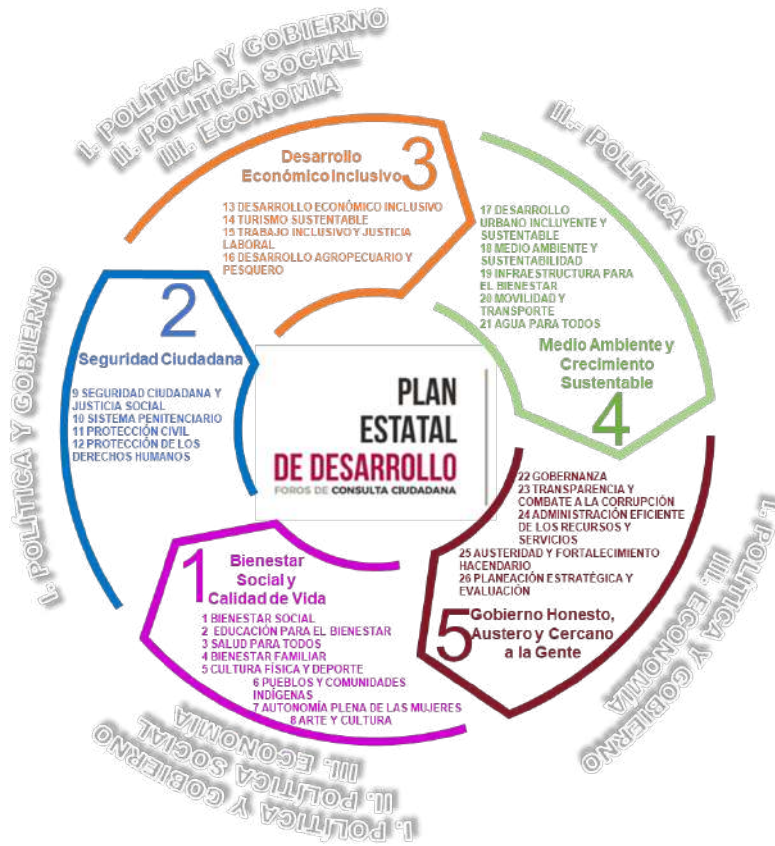 I. POLÍTICA Y GOBIERNO
II. POLÍTICA SOCIAL
III. ECONOMÍA
3
Desarrollo
Económico Inclusivo
13 DESARROLLO ECONÓMICO INCLUSIVO
14 TURISMO SUSTENTABLE
15 TRABAJO INCLUSIVO Y JUSTICIA
LABORAL
16 DESARROLLO AGROPECUARIO Y
PESQUERO
II.- POLÍTICA SOCIAL
17 DESARROLLO
URBANO INCLUYENTE Y
SUSTENTABLE
18 MEDIO AMBIENTE Y
SUSTENTABILIDAD
19 INFRAESTRUCTURA PARA
EL BIENESTAR
20 MOVILIDAD Y
TRANSPORTE
21 AGUA PARA TODOS
Medio Ambiente y
Crecimiento
Sustentable
4
I. POLÍTICA Y GOBIERNO
2
Seguridad Ciudadana
9 SEGURIDAD CIUDADANA Y
JUSTICIA SOCIAL
10 SISTEMA PENITENCIARIO
11 PROTECCIÓN CIVIL
12 PROTECCIÓN DE LOS
DERECHOS HUMANOS
PLAN
ESTATAL
DE DESARROLLO
FOROS DE CONSULTA CIUDADANA
22 GOBERNANZA
23 TRANSPARENCIA Y
COMBATE A LA CORRUPCIÓN
24 ADMINISTRACIÓN EFICIENTE
DE LOS RECURSOS Y
SERVICIOS
25 AUSTERIDAD Y FORTALECIMIENTO
HACENDARIO
26 PLANEACIÓN ESTRATÉGICA Y
EVALUACIÓN
5
Gobierno Honesto,
Austero y Cercano
a la Gente
I. POLÍTICA Y GOBIERNO
III. ECONOMÍA
1
Bienestar
Social y
Calidad de Vida
1 BIENESTAR SOCIAL
2 EDUCACIÓN PARA EL BIENESTAR
3 SALUD PARA TODOS
4 BIENESTAR FAMILIAR
5 CULTURA FÍSICA Y DEPORTE
6 PUEBLOS Y COMUNIDADES
INDÍGENAS
7 AUTONOMÍA PLENA DE LAS MUJERES
8 ARTE Y CULTURA
I. POLÍTICA Y GOBIERNO
II. POLÍTICA SOCIAL
III. ECONOMÍA